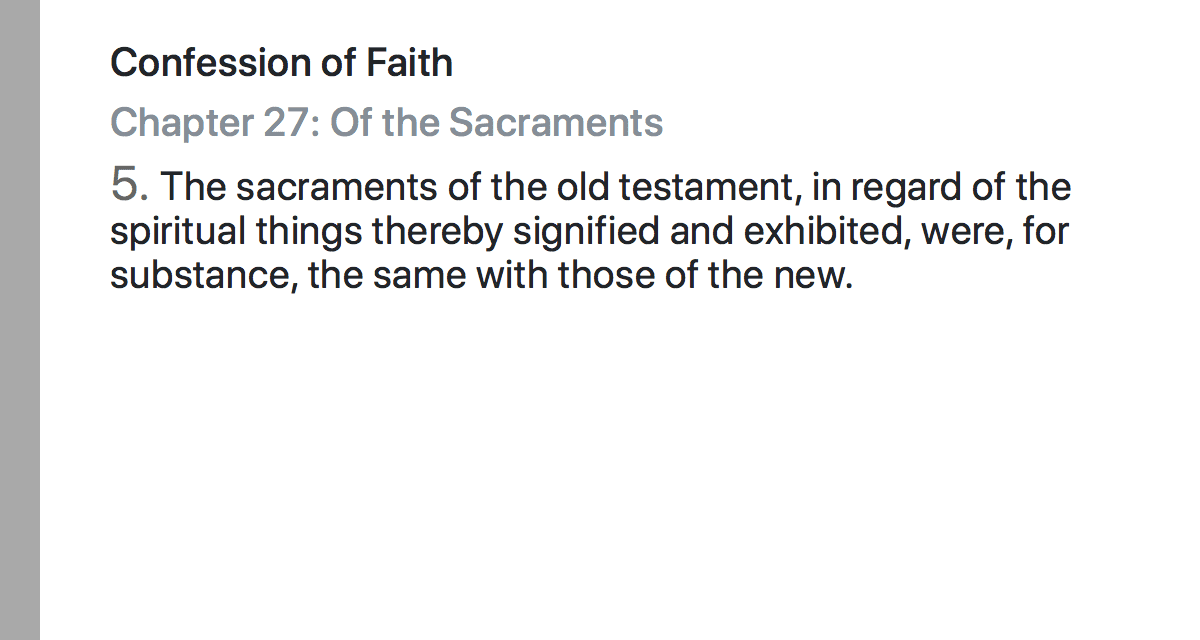 Confession of Faith
Chapter 27: Of the Sacraments
5. The sacraments of the old testament, in regard of the
spiritual things thereby signified and exhibited, were, for
substance, the same with those of the new.